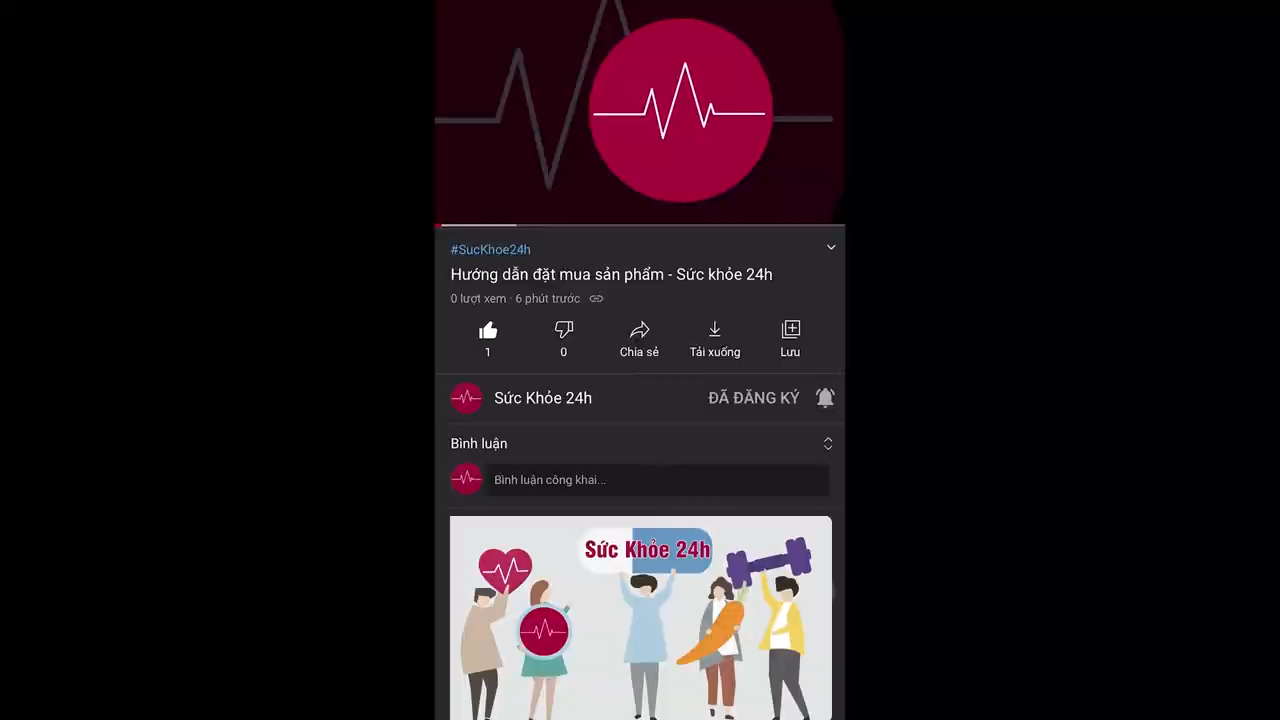 #SucKhoe24h
Hướng dẫn đặt mua sản phẩm - Sức khỏe 24h
0 lượt xem · 6 phút trước
1
0
Chia sẻ
Tải xuống
Lưu
Sức Khỏe 24h
ĐÃ ĐĂNG KÝ
Bình luận
Bình luận công khai...
Sức Khỏe 24h